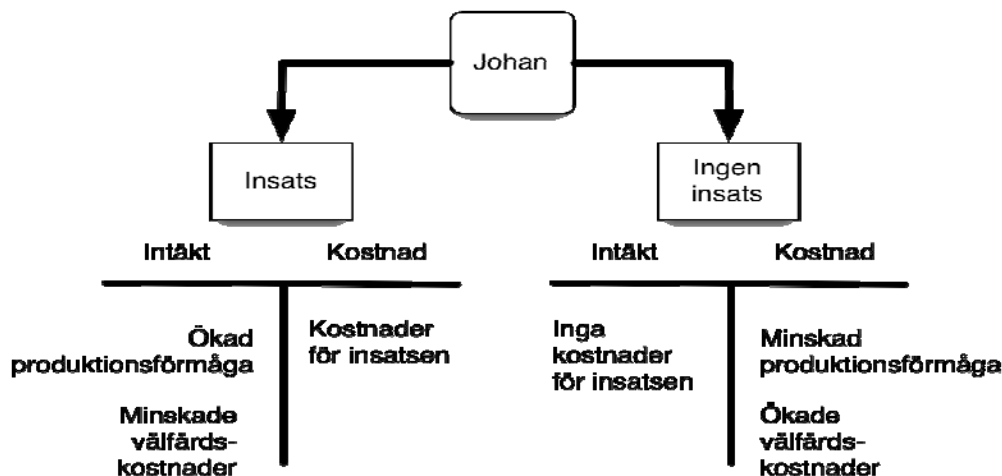 Johan
Insats
Ingen
insats
Intäkt
Kostnad
Ökad
produktionsförmåga
Minskade
välfärds-
kostnader
Kostnader
för insatsen
Intäkt
Kostnad
Inga
kostnader
för insatsen
Minskad
produktionsförmåga
Ökade
välfärds-
kostnader